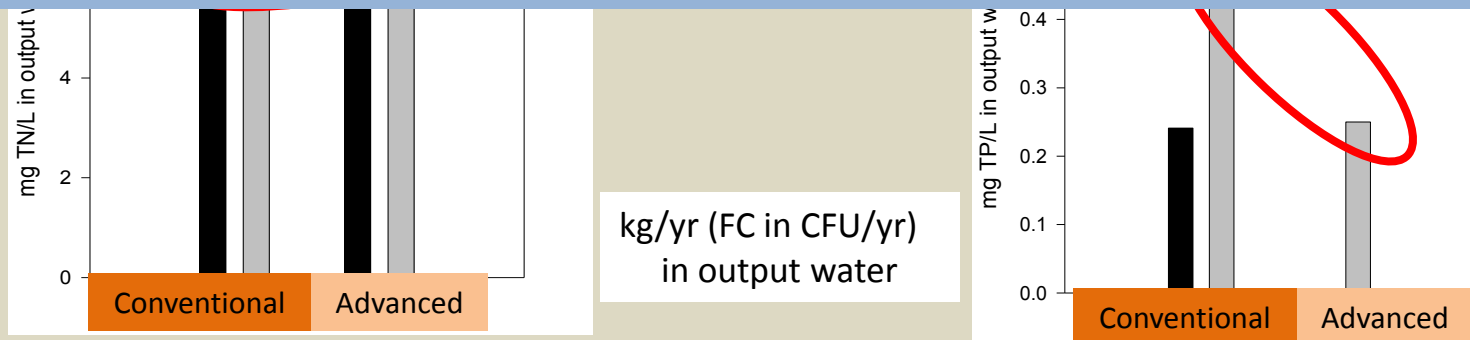 mg TN/L in output
4
2
0
Conventional
Advanced
kg/yr (FC in CFU/yr)
in output water
mg TP/L in output
0.4
0.3
0.2
0.1
0.0
Conventional
Advanced